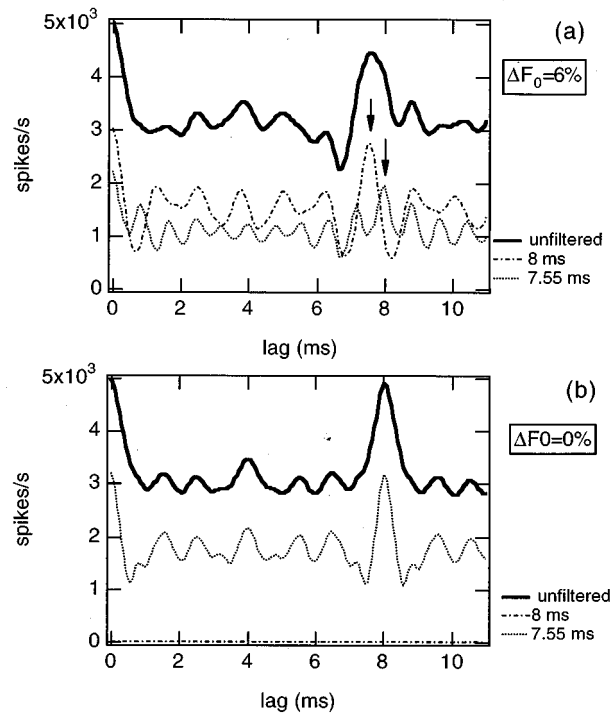 5x10³
(a)
ΔF₀=6%
4
3
2
1
0
spikes/s
unfiltered
8 ms
7.55 ms
0 2 4 6 8 10
lag (ms)
5x10³
(b)
ΔF0=0%
4
3
2
1
0
spikes/s
unfiltered
8 ms
7.55 ms
0 2 4 6 8 10
lag (ms)